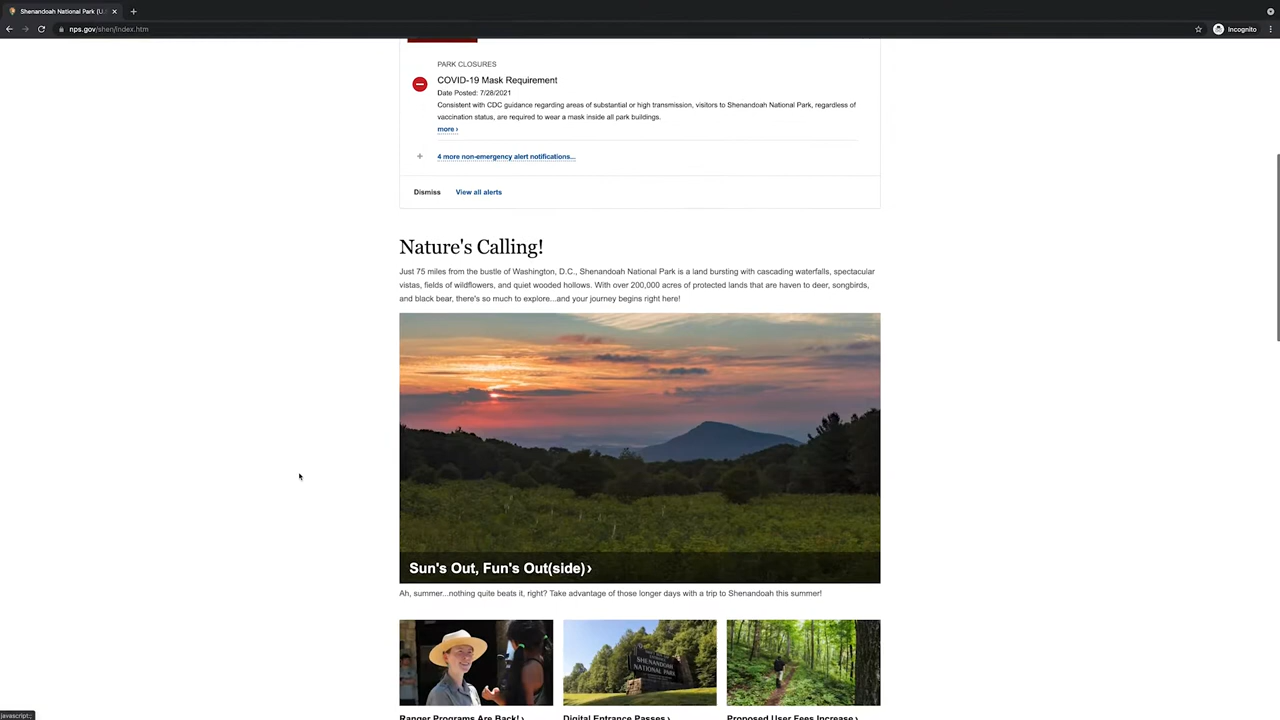 Shenandoah National Park (U.
nps.gov/shen/index.htm
Incognito
PARK CLOSURES
COVID-19 Mask Requirement
Date Posted: 7/28/2021
Consistent with CDC guidance regarding areas of substantial or high transmission, visitors to Shenandoah National Park, regardless of
vaccination status, are required to wear a mask inside all park buildings.
more ›
4 more non-emergency alert notifications...
Dismiss View all alerts
Nature's Calling!
Just 75 miles from the bustle of Washington, D.C., Shenandoah National Park is a land bursting with cascading waterfalls, spectacular
vistas, fields of wildflowers, and quiet wooded hollows. With over 200,000 acres of protected lands that are haven to deer, songbirds,
and black bear, there's so much to explore...and your journey begins right here!
Sun's Out, Fun's Out(side) ›
Ah, summer...nothing quite beats it, right? Take advantage of those longer days with a trip to Shenandoah this summer!
SHENANDOAH
NATIONAL PARK
Ranger Programs Are Back! › Digital Entrance Passes › Proposed User Fees Increase ›
javascript:;